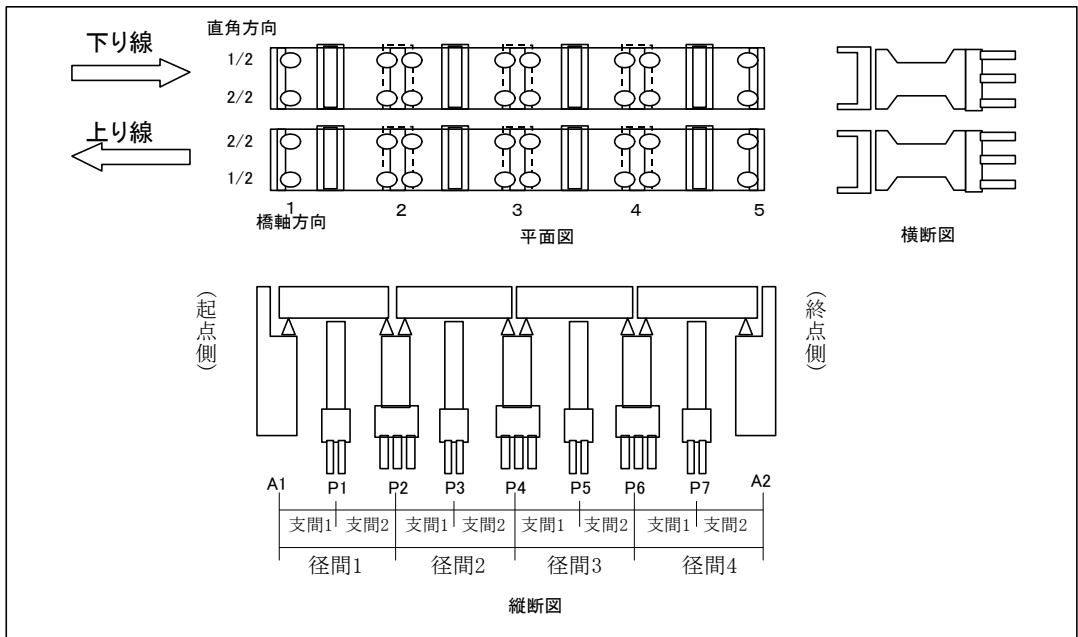 直角方向
下り線
1/2
2/2
上り線
2/2
1/2
1 2 3 4 5
橋軸方向
平面図
横断図
(起点側)
(終点側)
A1 P1 P2 P3 P4 P5 P6 P7 A2
支間1 支間2 支間1 支間2 支間1 支間2 支間1 支間2
径間1 径間2 径間3 径間4
縦断図